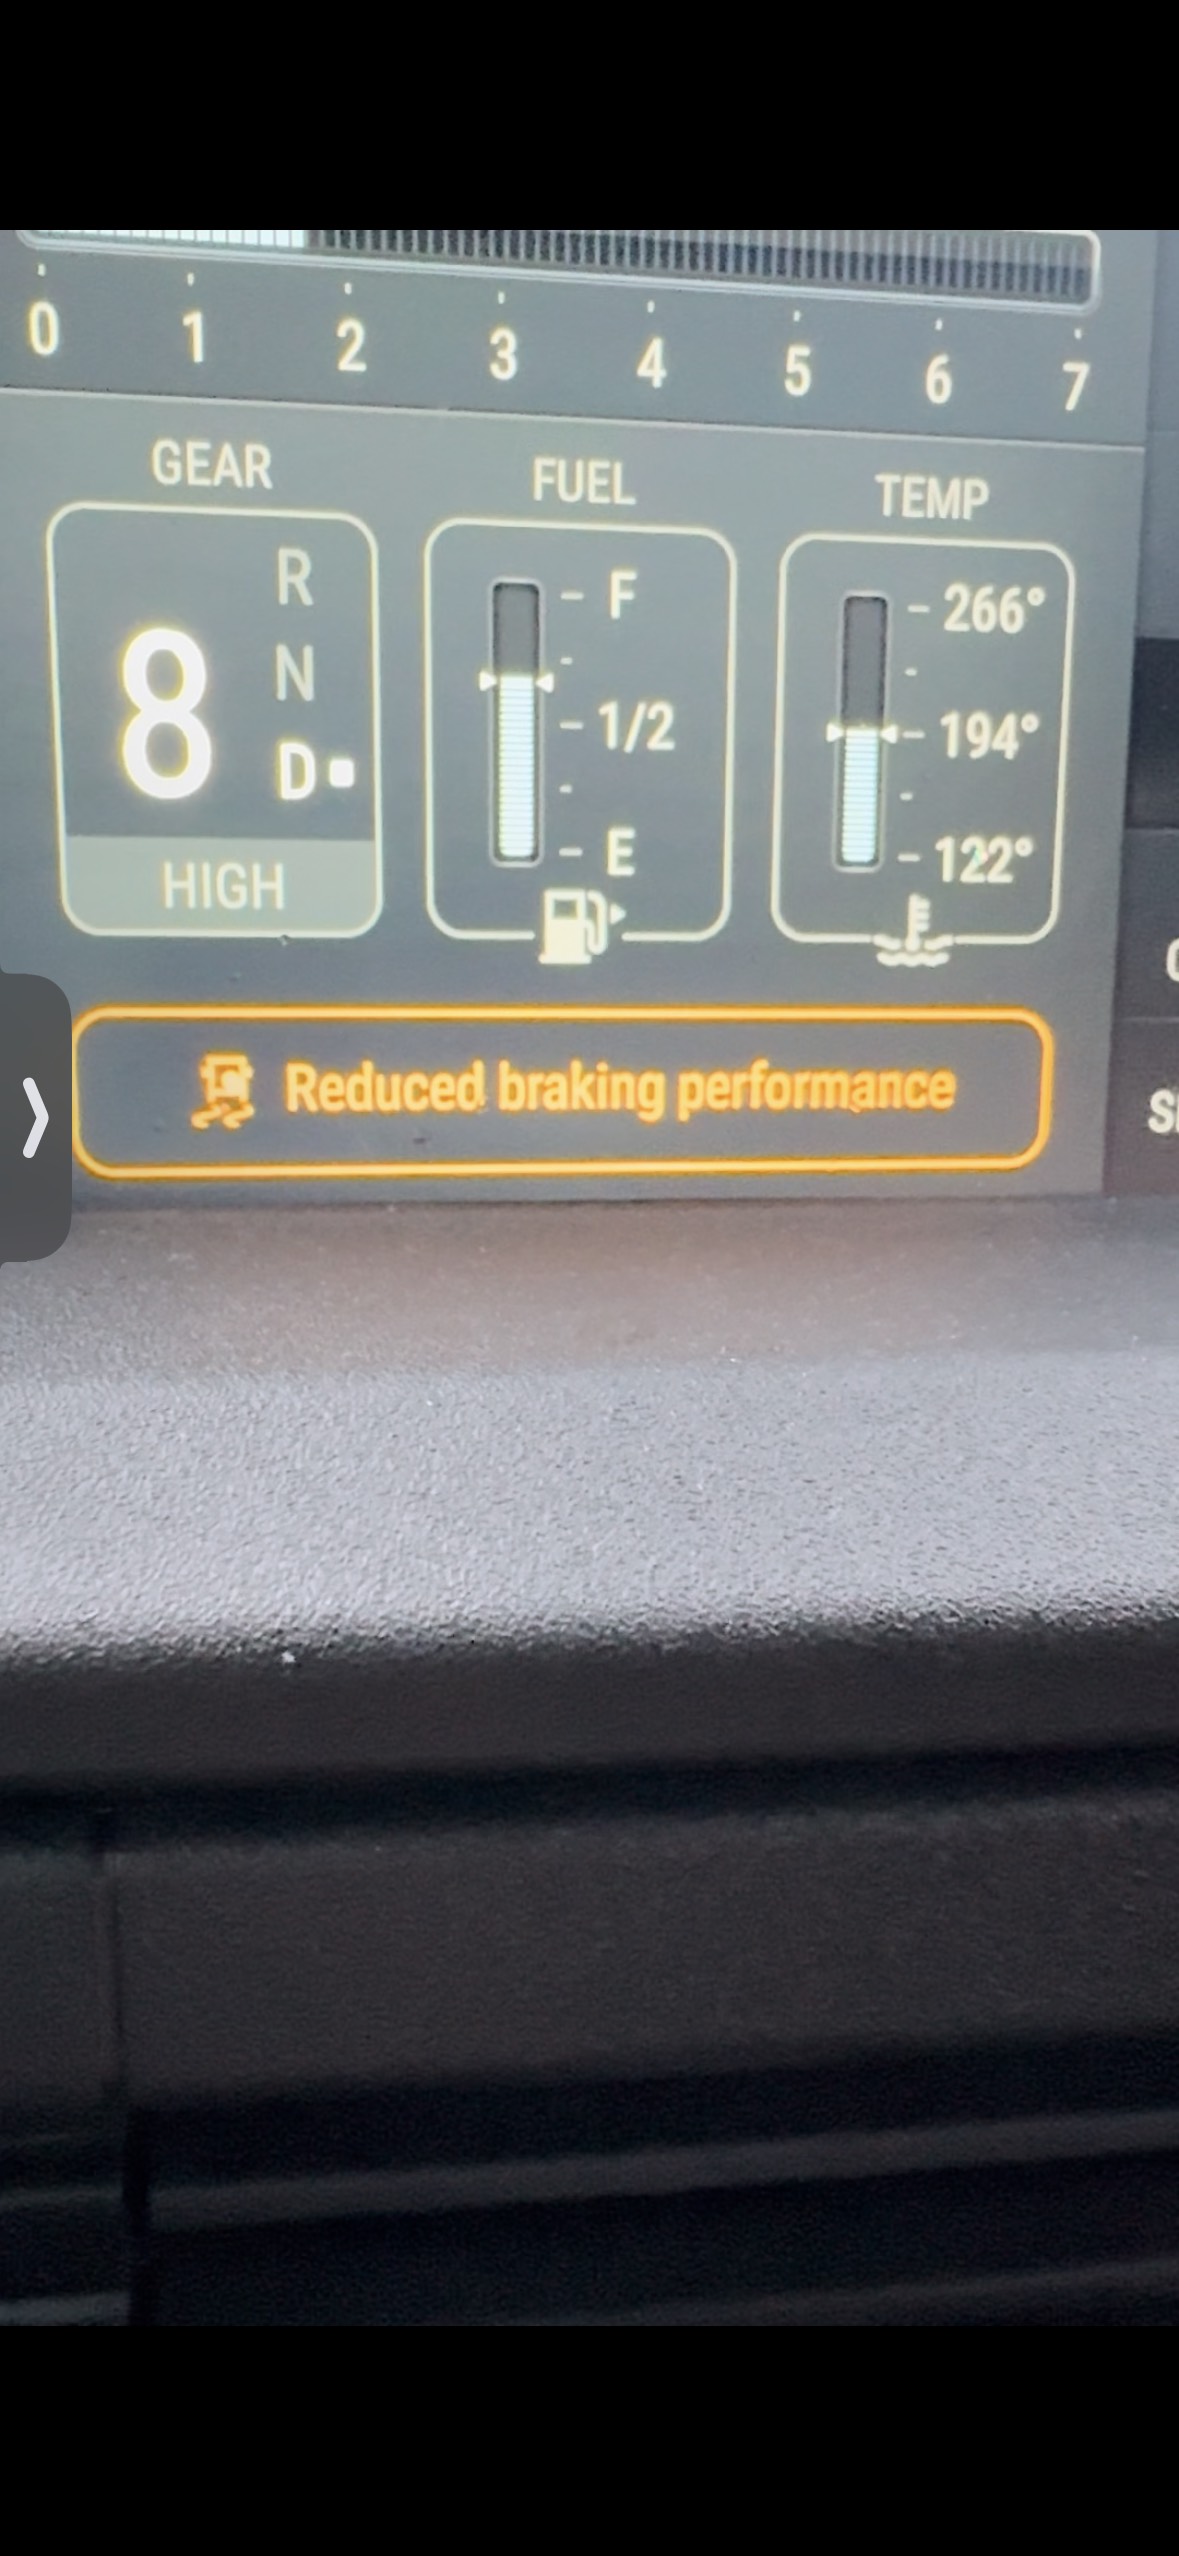 0 1 2 3 4 5 6 7
GEAR FUEL TEMP
R
N
8
D
HIGH
F
1/2
E
266°
194°
122°
Reduced braking performance